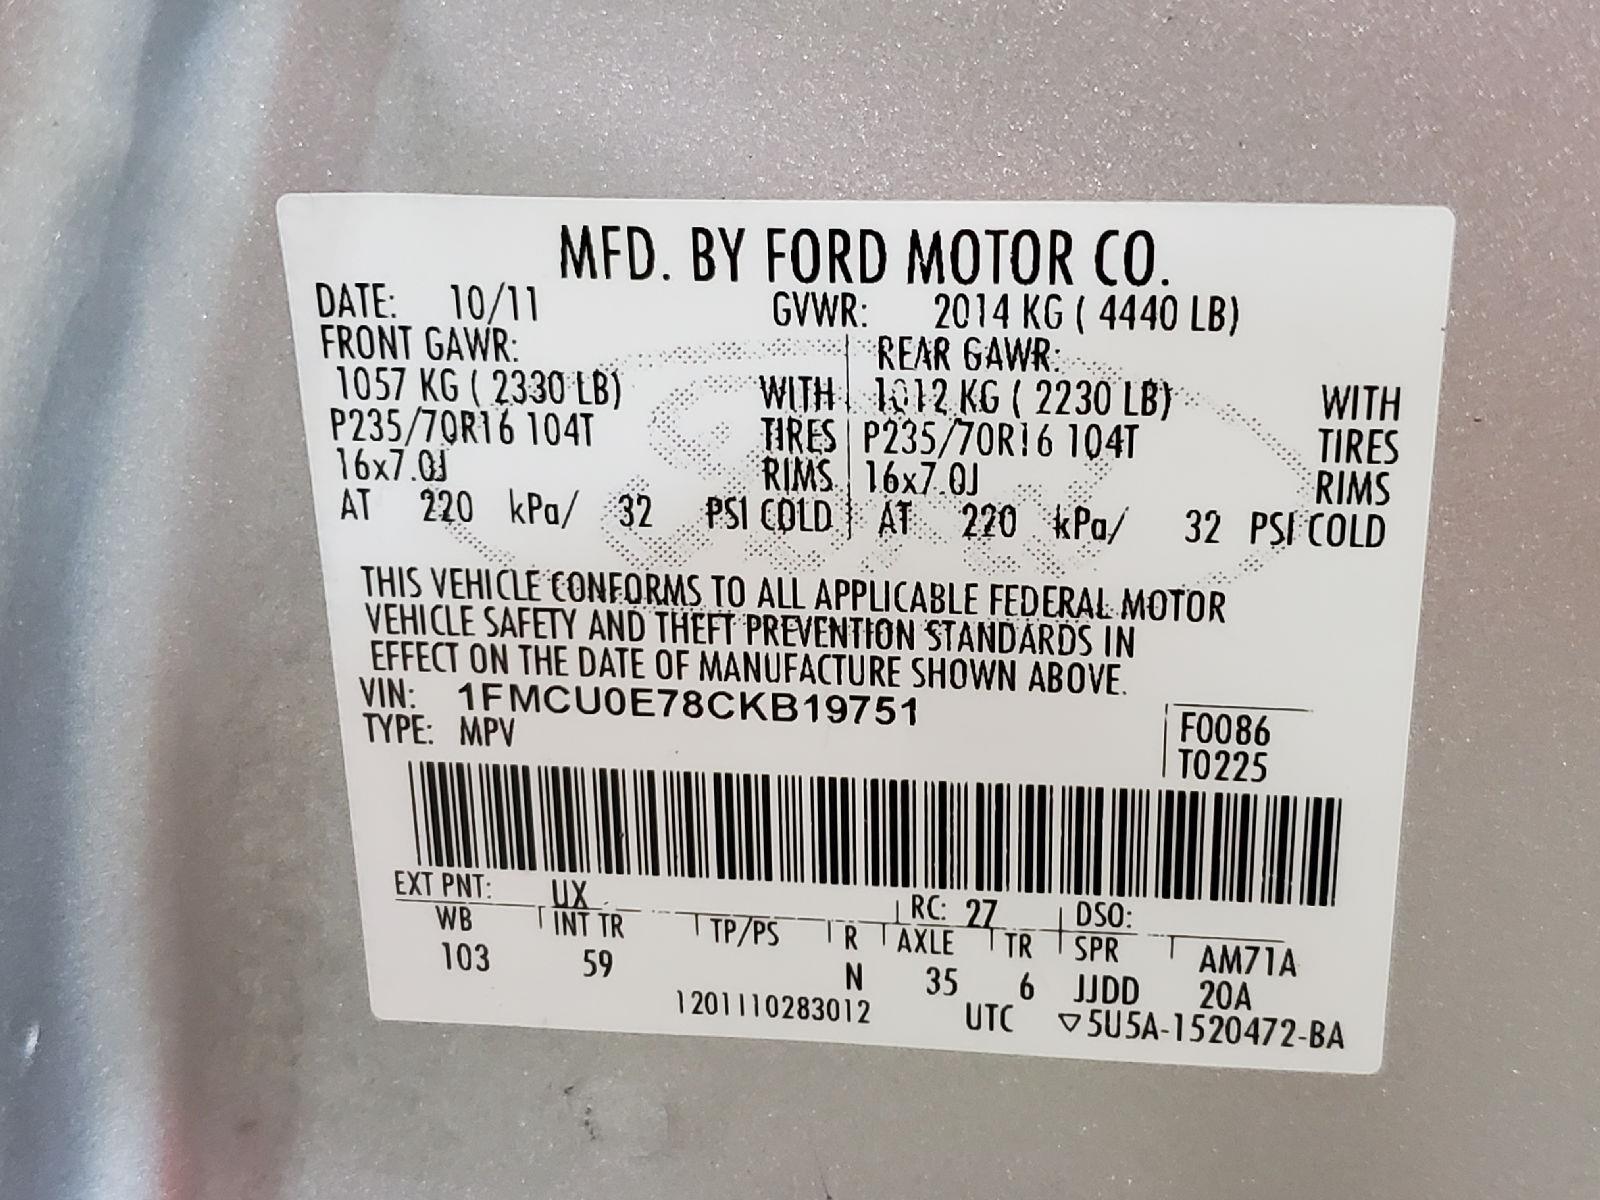 MFD. BY FORD MOTOR CO.
DATE: 10/11 GVWR: 2014 KG ( 4440 LB)
FRONT GAWR: REAR GAWR:
1057 KG ( 2330 LB) WITH 1012 KG ( 2230 LB) WITH
P235/70R16 104T TIRES P235/70R16 104T TIRES
16x7.0J RIMS 16x7.0J RIMS
AT 220 kPa/ 32 PSI COLD AT 220 kPa/ 32 PSI COLD
THIS VEHICLE CONFORMS TO ALL APPLICABLE FEDERAL MOTOR
VEHICLE SAFETY AND THEFT PREVENTION STANDARDS IN
EFFECT ON THE DATE OF MANUFACTURE SHOWN ABOVE.
VIN: 1FMCU0E78CKB19751
TYPE: MPV
F0086
T0225
EXT PNT: UX RC: 27 DSO:
WB INT TR TP/PS R AXLE TR SPR AM71A
103 59 N 35 6 JJDD 20A
1201110283012 UTC ▽5U5A-1520472-BA